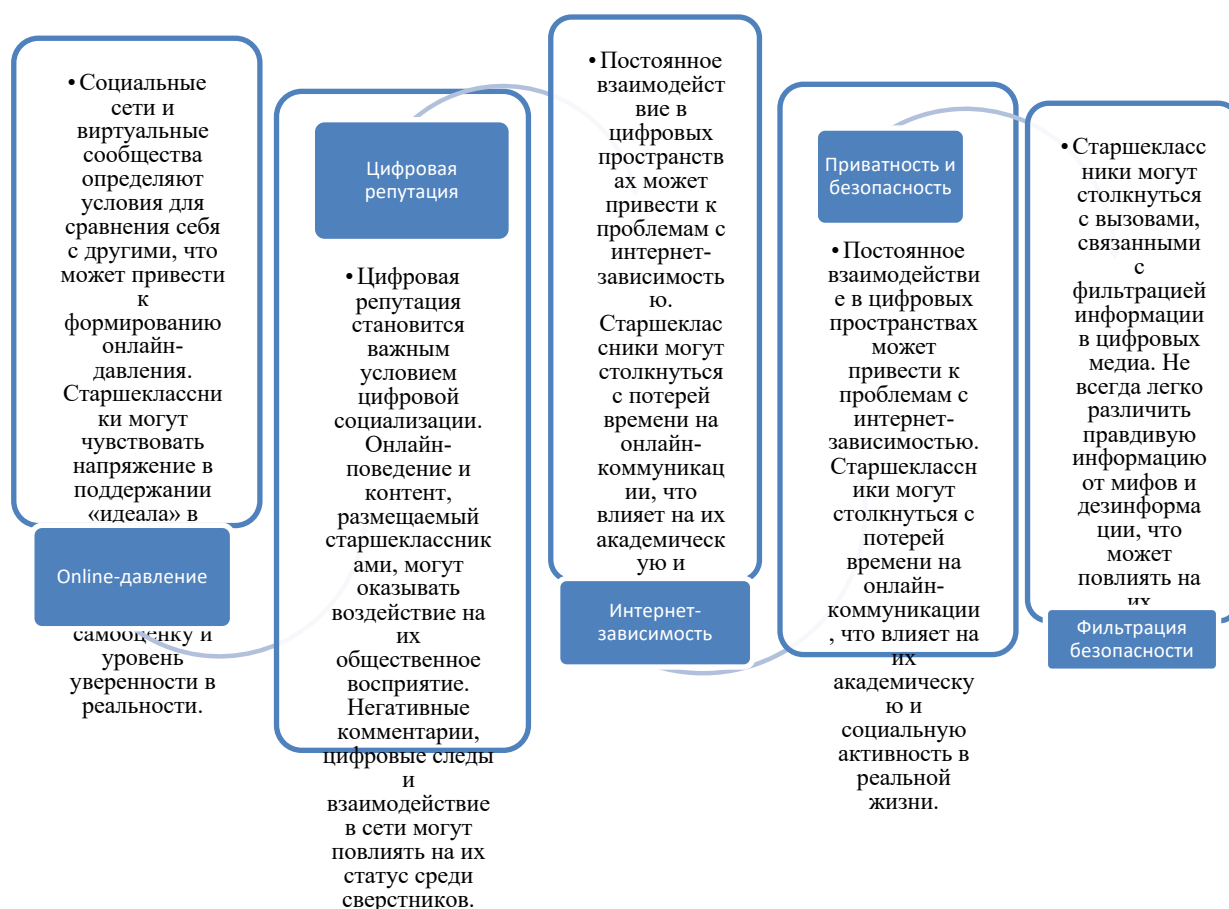 •Социальные
сети и
виртуальные
сообщества
определяют
условия для
сравнения себя
с другими, что
может привести
к
формированию
онлайн-
давления.
Старшеклассни
ки могут
чувствовать
напряжение в
поддержании
«идеала» в
самооценку и
уровень
уверенности в
реальности.
Online-давление
Цифровая
репутация
•Цифровая
репутация
становится
важным
условием
цифровой
социализации.
Онлайн-
поведение и
контент,
размещаемый
старшеклассник
ами, могут
оказывать
воздействие на
их
общественное
восприятие.
Негативные
комментарии,
цифровые следы
и
взаимодействие
в сети могут
повлиять на их
статус среди
сверстников.
•Постоянное
взаимодейст
вие в
цифровых
пространств
ах может
привести к
проблемам с
интернет-
зависимость
ю.
Старшеклас
сники могут
столкнуться
с потерей
времени на
онлайн-
коммуникац
ии, что
влияет на их
академическ
ую и
Интернет-
зависимость
Приватность и
безопасность
•Постоянное
взаимодействи
е в цифровых
пространствах
может
привести к
проблемам с
интернет-
зависимостью.
Старшеклассн
ики могут
столкнуться с
потерей
времени на
онлайн-
коммуникации
, что влияет на
их
академическу
ю и
социальную
активность в
реальной
жизни.
•Старшекласс
ники могут
столкнуться
с вызовами,
связанными
с
фильтрацией
информации
в цифровых
медиа. Не
всегда легко
различить
правдивую
информацию
от мифов и
дезинформа
ции, что
может
повлиять на
их
Фильтрация
безопасности